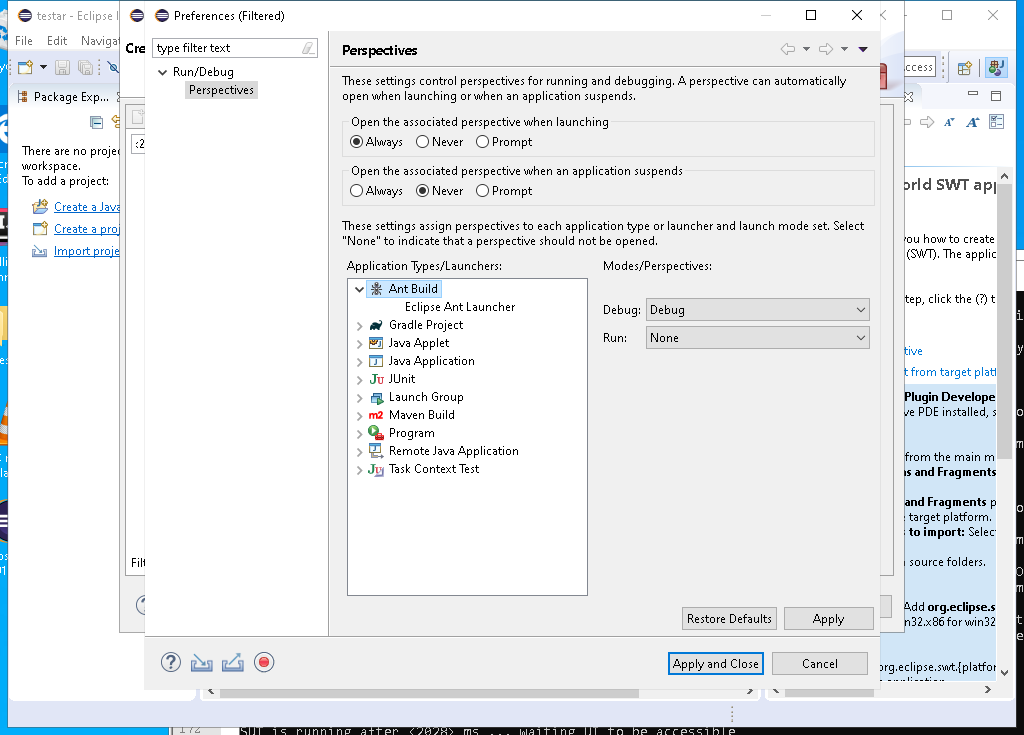 testar - Eclipse I
Preferences (Filtered)
File Edit Navigat
Cre
type filter text
Perspectives
Run/Debug
Perspectives
These settings control perspectives for running and debugging. A perspective can automatically
open when launching or when an application suspends.
Open the associated perspective when launching
Always Never Prompt
Open the associated perspective when an application suspends
Always Never Prompt
These settings assign perspectives to each application type or launcher and launch mode set. Select
"None" to indicate that a perspective should not be opened.
Application Types/Launchers:
Modes/Perspectives:
Ant Build
Eclipse Ant Launcher
Gradle Project
Java Applet
Java Application
JUnit
Launch Group
Maven Build
Program
Remote Java Application
Task Context Test
Debug: Debug
Run: None
Restore Defaults
Apply
Apply and Close
Cancel
Package Exp...
There are no projec
workspace.
To add a project:
Create a Java
Create a proj
Import proje
:2
Filt
ccess
orld SWT app
you how to create
(SWT). The applic
tep, click the (?) t
tive
t from target platf
Plugin Develope
ve PDE installed, s
from the main m
ns and Fragments
and Fragments p
e target platform.
s to import: Selec
source folders.
Add org.eclipse.s
n32.x86 for win32
org.eclipse.swt.{platfor
application
172
SUT is running after <2028> ms ... waiting UI to be accessible